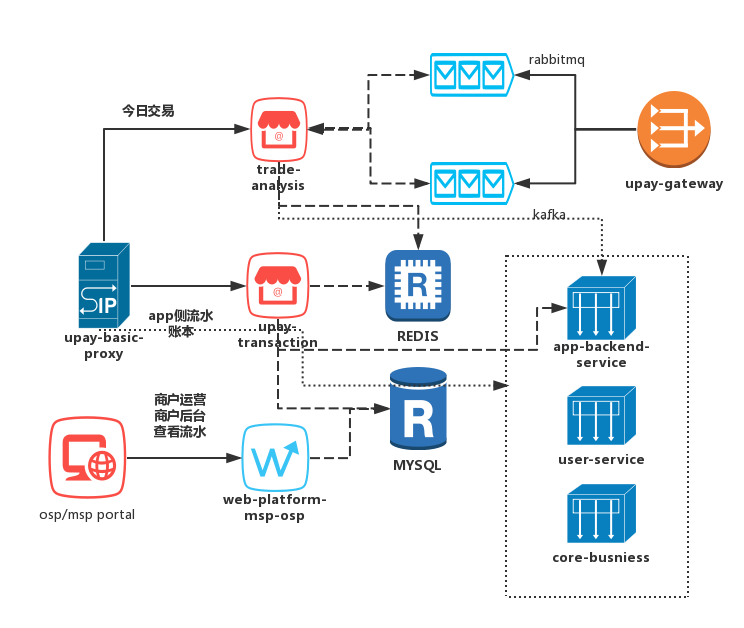 rabbitmq
今日交易
trade-
analysis
upay-gateway
kafka
SIP
upay-basic-
proxy
app侧流水
账本
upay-
transaction
R
REDIS
app-backend-
service
商户运营
商户后台
查看流水
R
MYSQL
user-service
osp/msp portal
W
web-platform-
msp-osp
core-busniess